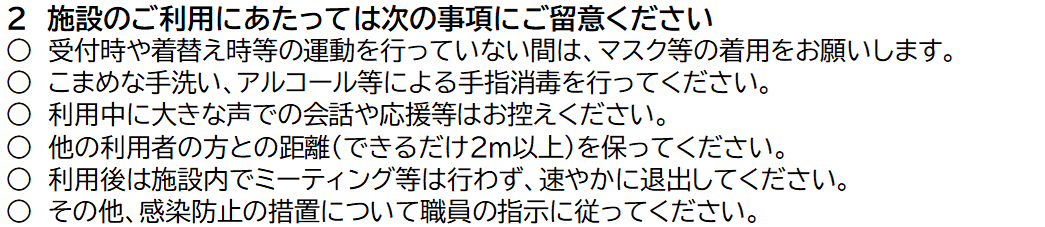 ２　施設のご利用にあたっては次の事項にご留意ください
○　受付時や着替え時等の運動を行っていない間は、マスク等の着用をお願いします。
○　こまめな手洗い、アルコール等による手指消毒を行ってください。
○　利用中に大きな声での会話や応援等はお控えください。
○　他の利用者の方との距離（できるだけ2m以上）を保ってください。
○　利用後は施設内でミーティング等は行わず、速やかに退出してください。
○　その他、感染防止の措置について職員の指示に従ってください。